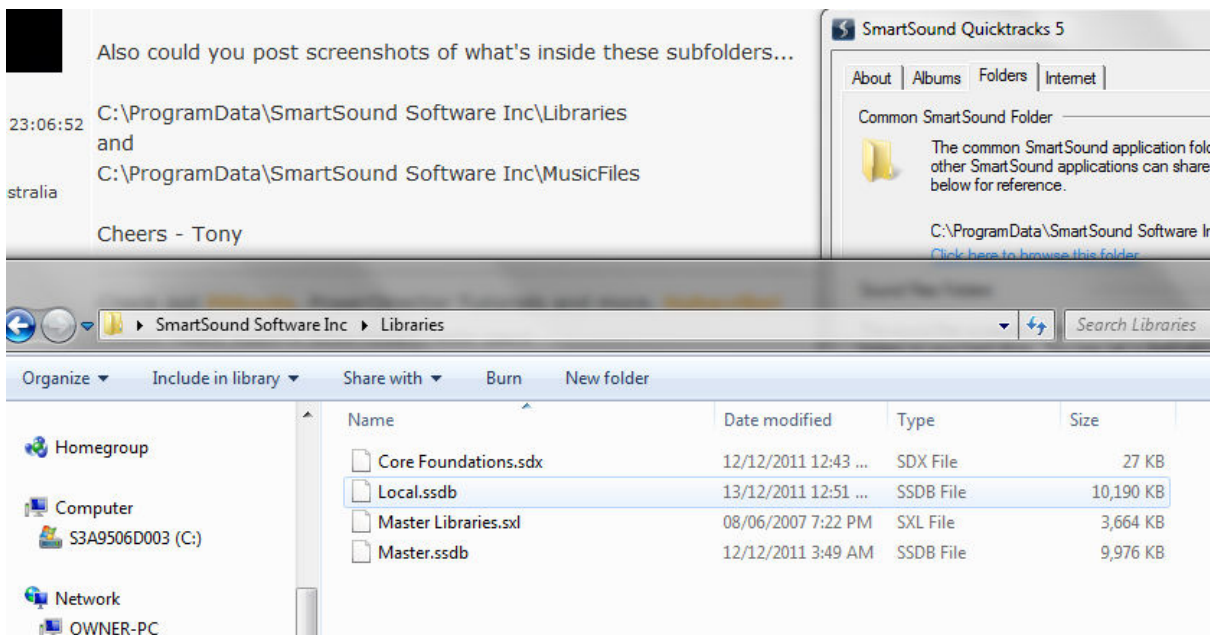 Also could you post screenshots of what's inside these subfolders...
23:06:52
C:\ProgramData\SmartSound Software Inc\Libraries
and
C:\ProgramData\SmartSound Software Inc\MusicFiles
stralia
Cheers - Tony
SmartSound Quicktracks 5
About Albums Folders Internet
Common SmartSound Folder
The common SmartSound application fold
other SmartSound applications can share
below for reference.
C:\ProgramData\SmartSound Software In
Click here to browse this folder
SmartSound Software Inc Libraries Search Libraries
Organize Include in library Share with Burn New folder
Name Date modified Type Size
Homegroup
Computer
S3A9506D003 (C:)
Network
OWNER-PC
Core Foundations.sdx 12/12/2011 12:43 ... SDX File 27 KB
Local.ssdb 13/12/2011 12:51 ... SSDB File 10,190 KB
Master Libraries.sxl 08/06/2007 7:22 PM SXL File 3,664 KB
Master.ssdb 12/12/2011 3:49 AM SSDB File 9,976 KB